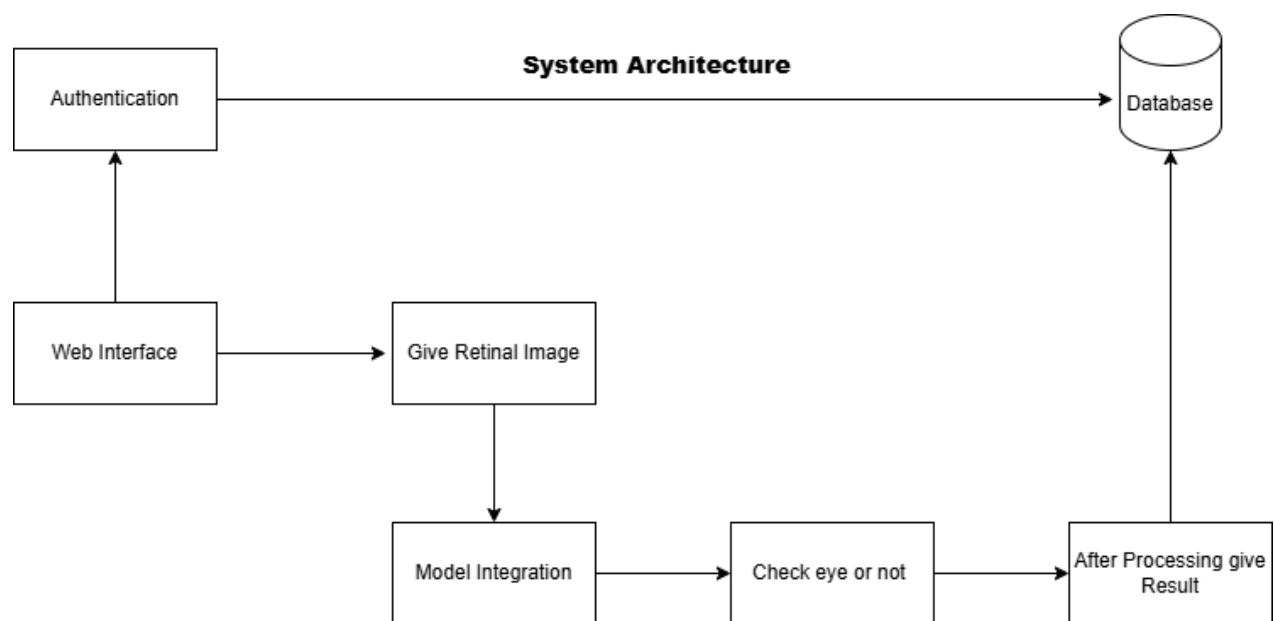 System Architecture
Authentication
Database
Web Interface
Give Retinal Image
Model Integration
Check eye or not
After Processing give
Result